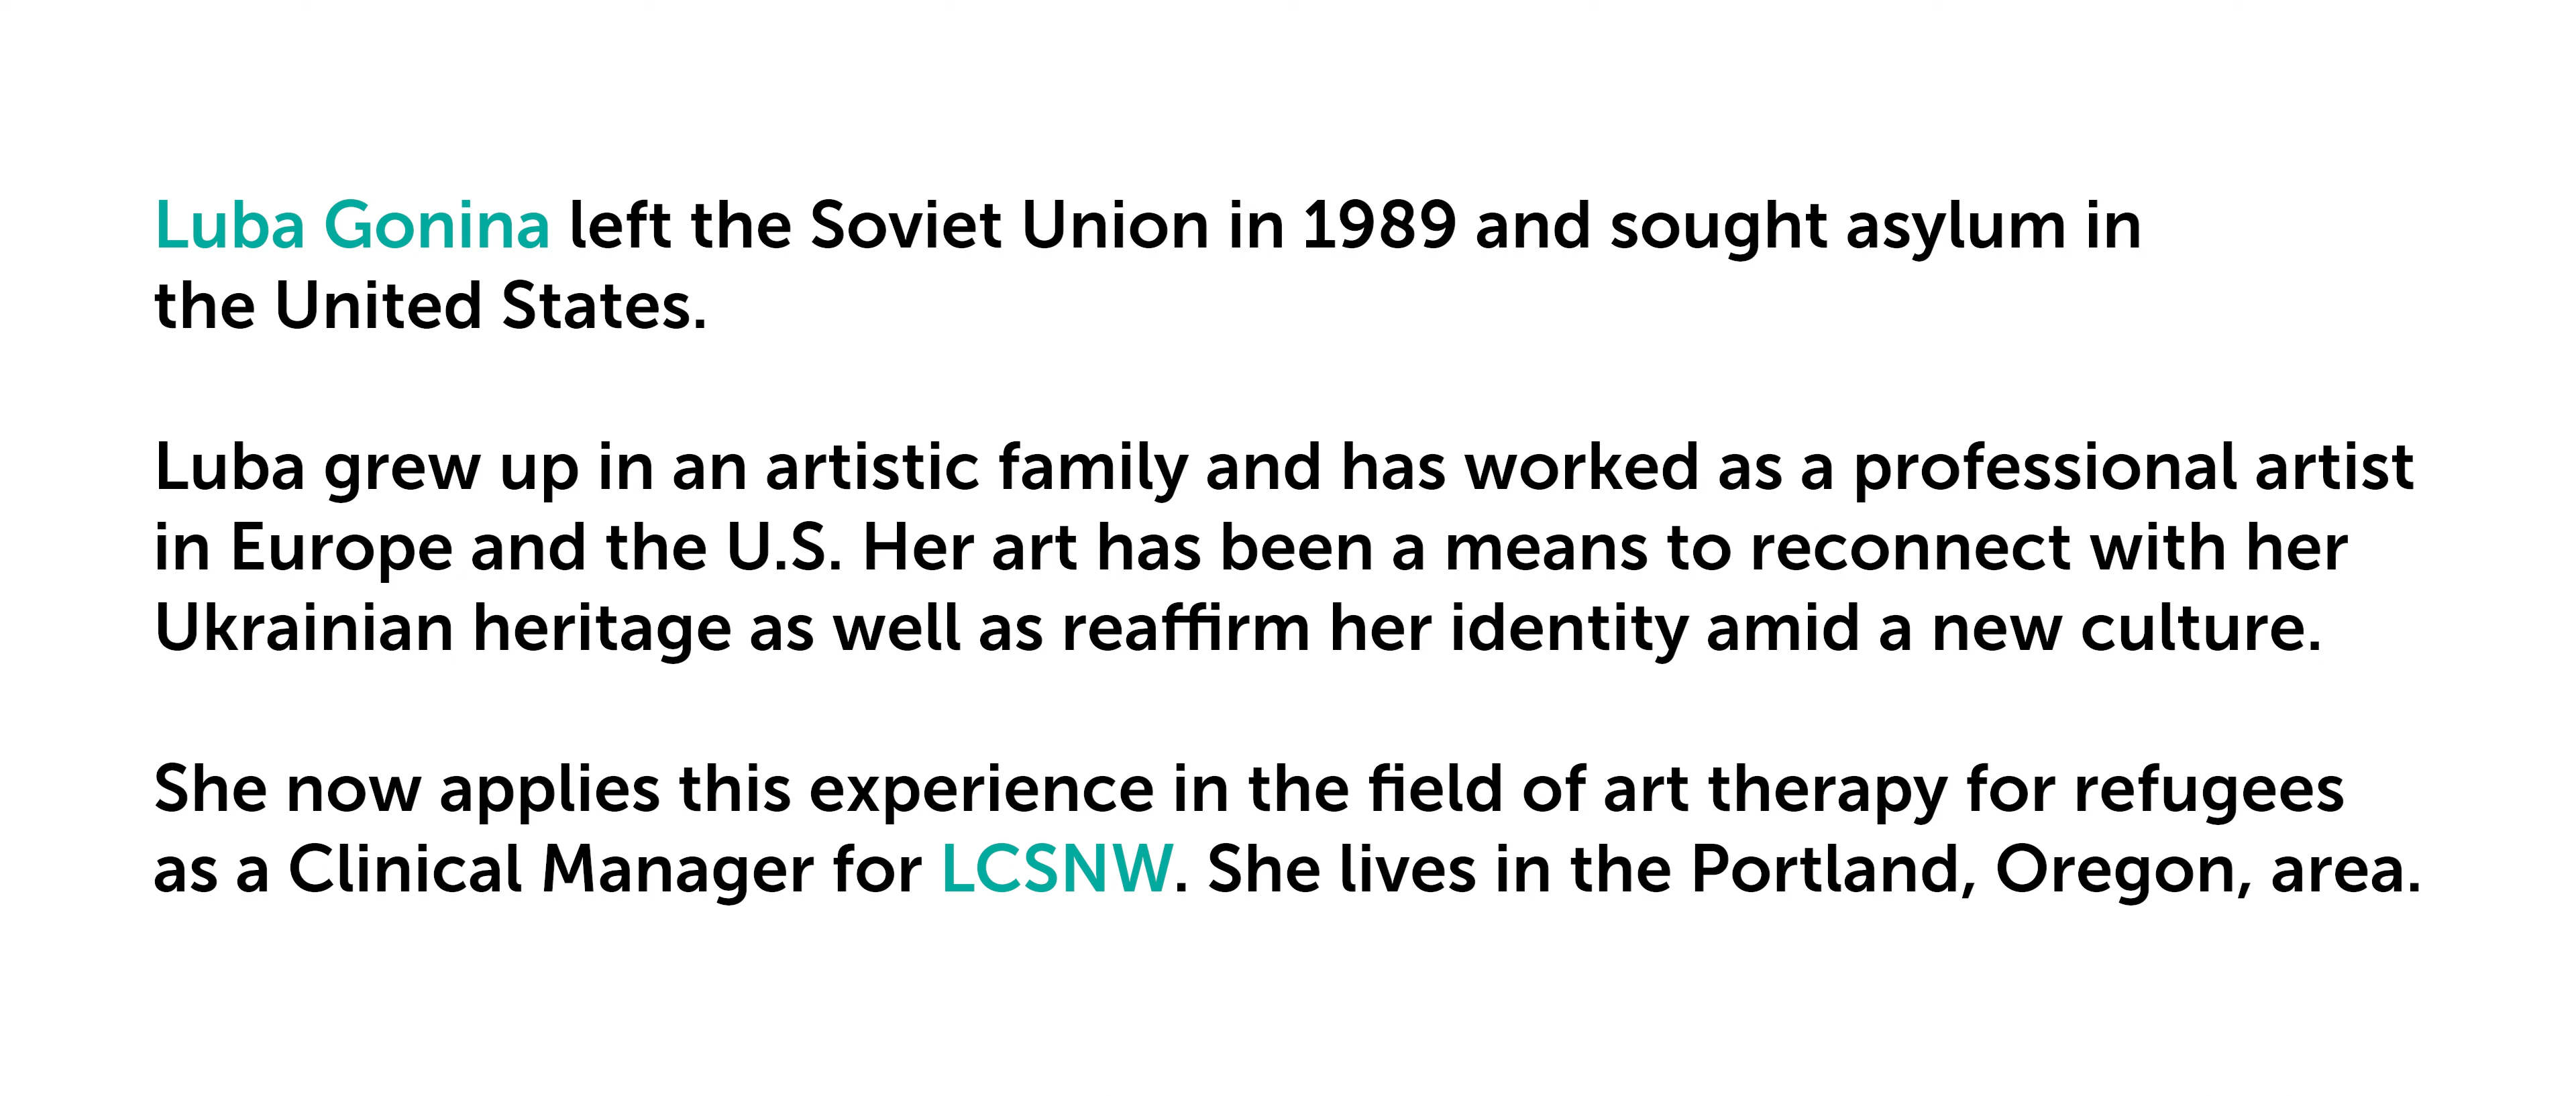 Luba Gonina left the Soviet Union in 1989 and sought asylum in
the United States.
Luba grew up in an artistic family and has worked as a professional artist
in Europe and the U.S. Her art has been a means to reconnect with her
Ukrainian heritage as well as reaffirm her identity amid a new culture.
She now applies this experience in the field of art therapy for refugees
as a Clinical Manager for LCSNW. She lives in the Portland, Oregon, area.